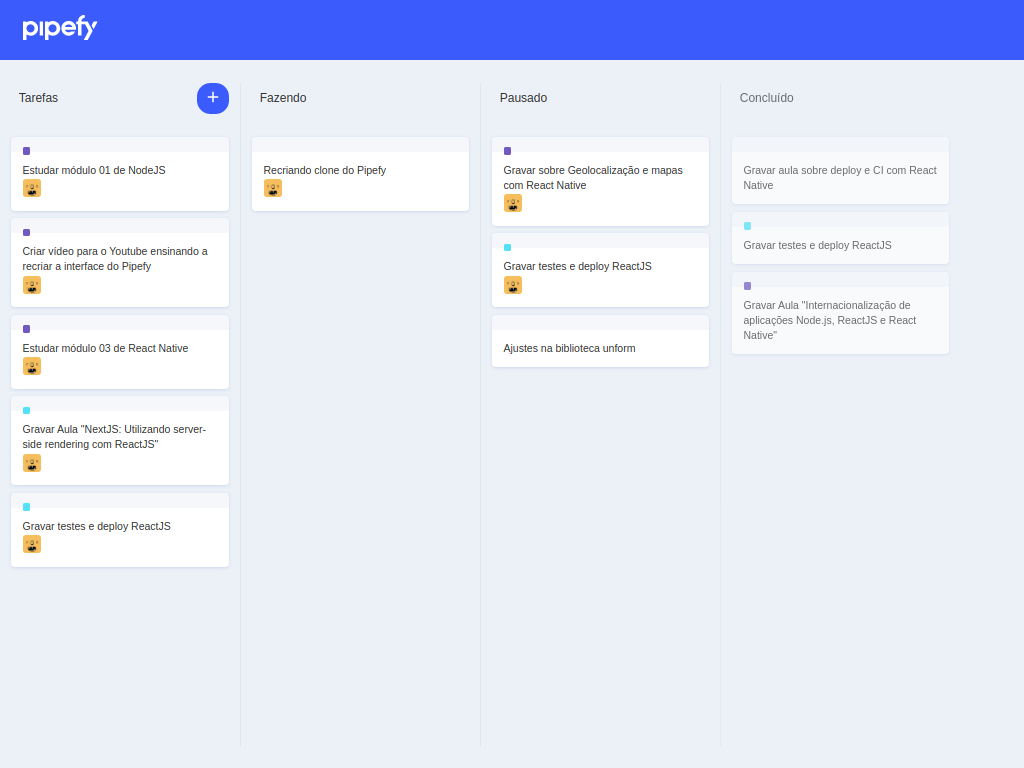 pipefy
Tarefas
+
Estudar módulo 01 de NodeJS
Criar vídeo para o Youtube ensinando a
recriar a interface do Pipefy
Estudar módulo 03 de React Native
Gravar Aula "NextJS: Utilizando server-
side rendering com ReactJS"
Gravar testes e deploy ReactJS
Fazendo
Recriando clone do Pipefy
Pausado
Gravar sobre Geolocalização e mapas
com React Native
Gravar testes e deploy ReactJS
Ajustes na biblioteca unform
Concluído
Gravar aula sobre deploy e CI com React
Native
Gravar testes e deploy ReactJS
Gravar Aula "Internacionalização de
aplicações Node.js, ReactJS e React
Native"